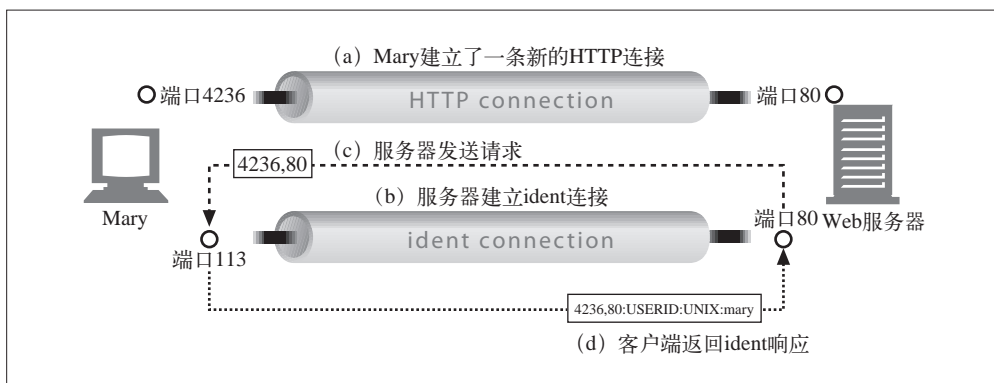 (a) Mary建立了一条新的HTTP连接
端口4236
HTTP connection
端口80
(c) 服务器发送请求
4236,80
(b) 服务器建立ident连接
Mary
端口80
Web服务器
ident connection
端口113
4236,80:USERID:UNIX:mary
(d) 客户端返回ident响应